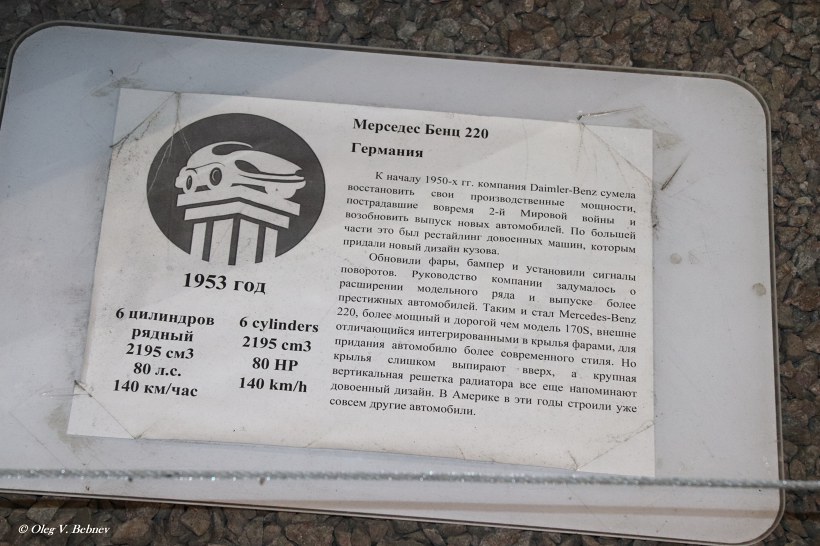 Мерседес Бенц 220
Германия
К началу 1950-х гг. компания Daimler-Benz сумела
восстановить свои производственные мощности,
пострадавшие вовремя 2-й Мировой войны и
возобновить выпуск новых автомобилей. По большей
части это был рестайлинг довоенных машин, которым
придали новый дизайн кузова.
Обновили фары, бампер и установили сигналы
поворотов. Руководство компании задумалось о
расширении модельного ряда и выпуске более
престижных автомобилей. Таким и стал Mercedes-Benz
220, более мощный и дорогой чем модель 170S, внешне
отличающийся интегрированными в крылья фарами, для
придания автомобилю более современного стиля. Но
крылья слишком выпирают вверх, а крупная
вертикальная решетка радиатора все еще напоминают
довоенный дизайн. В Америке в эти годы строили уже
совсем другие автомобили.
1953 год
6 цилиндров
рядный
2195 см3
80 л.с.
140 км/час
6 cylinders
2195 cm3
80 HP
140 km/h
© Oleg V. Bebnev